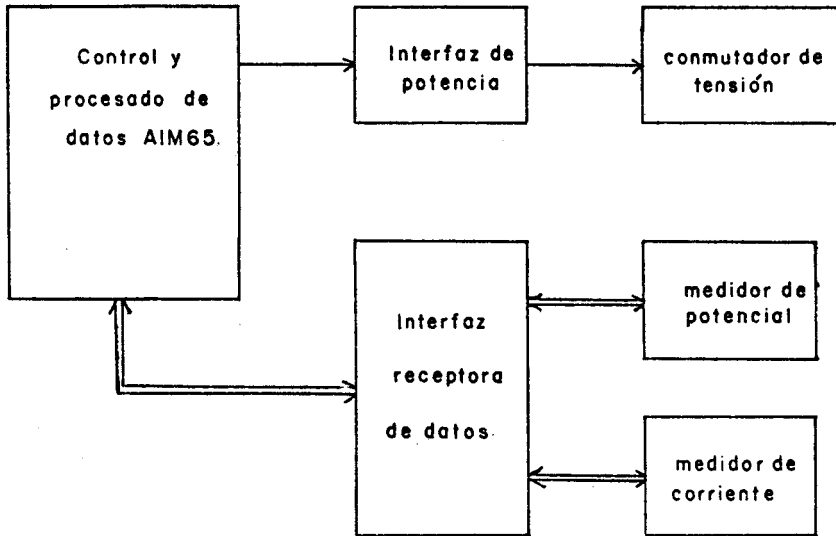 Control y
procesado de
datos AIM65.
Interfaz de
potencia
conmutador de
tensión
Interfaz
receptora
de datos.
medidor de
potencial
medidor de
corriente